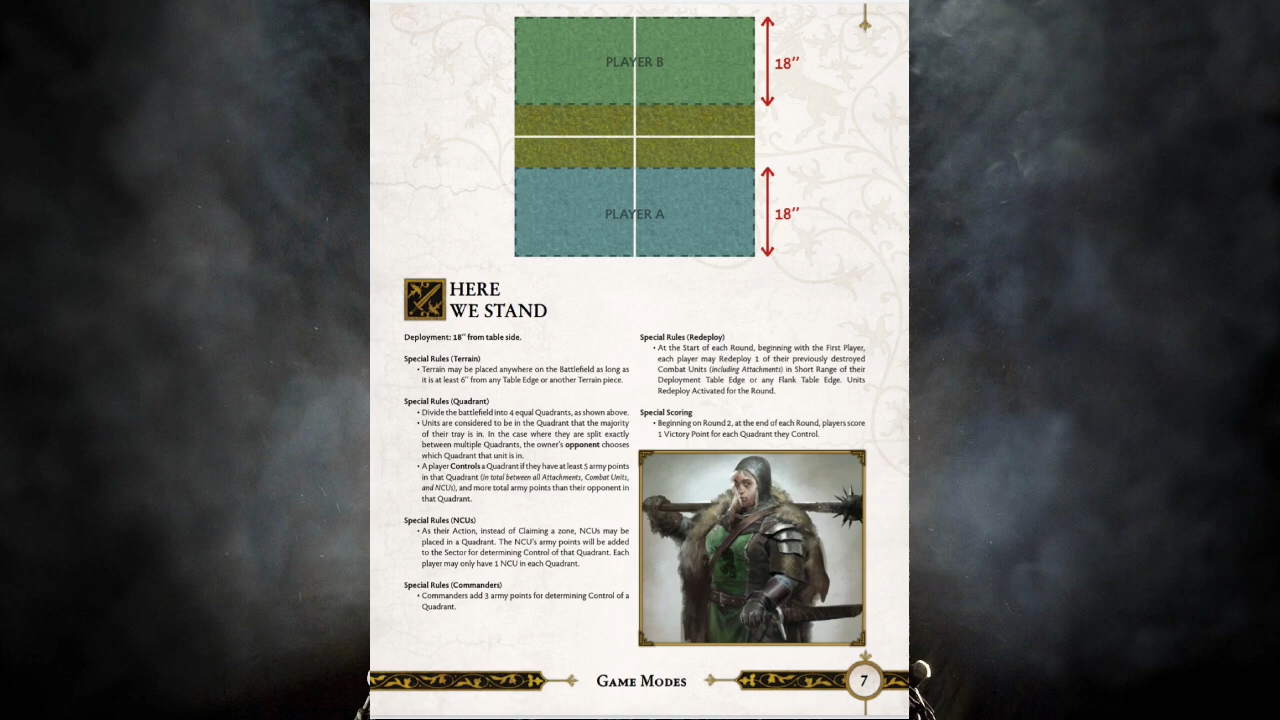 PLAYER B
18″
PLAYER A
18″
HERE
WE STAND
Deployment: 18″ from table side.
Special Rules (Terrain)
• Terrain may be placed anywhere on the Battlefield as long as
it is at least 6″ from any Table Edge or another Terrain piece.
Special Rules (Quadrant)
• Divide the battlefield into 4 equal Quadrants, as shown above.
• Units are considered to be in the Quadrant that the majority
of their tray is in. In the case where they are split exactly
between multiple Quadrants, the owner's opponent chooses
which Quadrant that unit is in.
• A player Controls a Quadrant if they have at least 5 army points
in that Quadrant (in total between all Attachments, Combat Units,
and NCUs), and more total army points than their opponent in
that Quadrant.
Special Rules (NCUs)
• As their Action, instead of Claiming a zone, NCUs may be
placed in a Quadrant. The NCU's army points will be added
to the Sector for determining Control of that Quadrant. Each
player may only have 1 NCU in each Quadrant.
Special Rules (Commanders)
• Commanders add 3 army points for determining Control of a
Quadrant.
Special Rules (Redeploy)
• At the Start of each Round, beginning with the First Player,
each player may Redeploy 1 of their previously destroyed
Combat Units (including Attachments) in Short Range of their
Deployment Table Edge or any Flank Table Edge. Units
Redeploy Activated for the Round.
Special Scoring
• Beginning on Round 2, at the end of each Round, players score
1 Victory Point for each Quadrant they Control.
GAME MODES
7